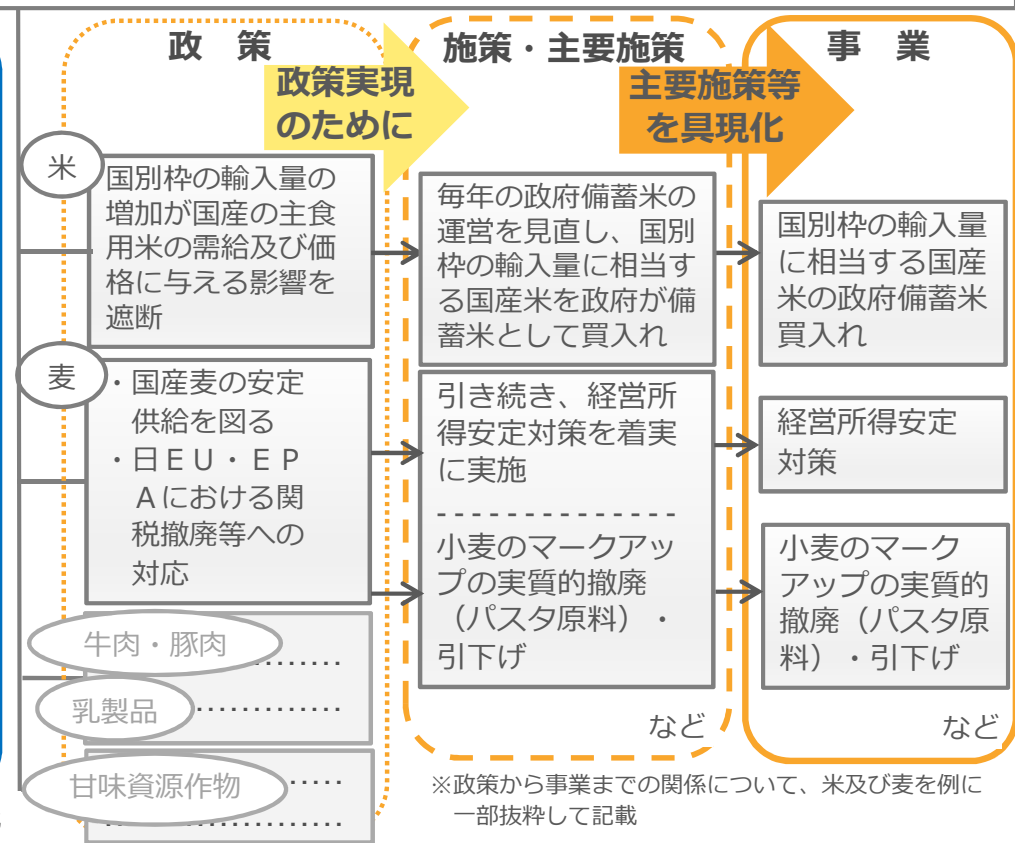 政　策
施策・主要施策
事　業
政策実現
のために
主要施策等
を具現化
米
国別枠の輸入量の
増加が国産の主食
用米の需給及び価
格に与える影響を
遮断
毎年の政府備蓄米の
運営を見直し、国別
枠の輸入量に相当す
る国産米を政府が備
蓄米として買入れ
国別枠の輸入量
に相当する国産
米の政府備蓄米
買入れ
麦
・国産麦の安定
供給を図る
・日ＥＵ・ＥＰ
Ａにおける関
税撤廃等への
対応
引き続き、経営所
得安定対策を着実
に実施
- - - - - - - - - - - - - -
小麦のマークアッ
プの実質的撤廃
（パスタ原料）・
引下げ
経営所得安定
対策
小麦のマーク
アップの実質的
撤廃（パスタ原
料）・引下げ
牛肉・豚肉
乳製品
甘味資源作物
など
など
※政策から事業までの関係について、米及び麦を例に
一部抜粋して記載